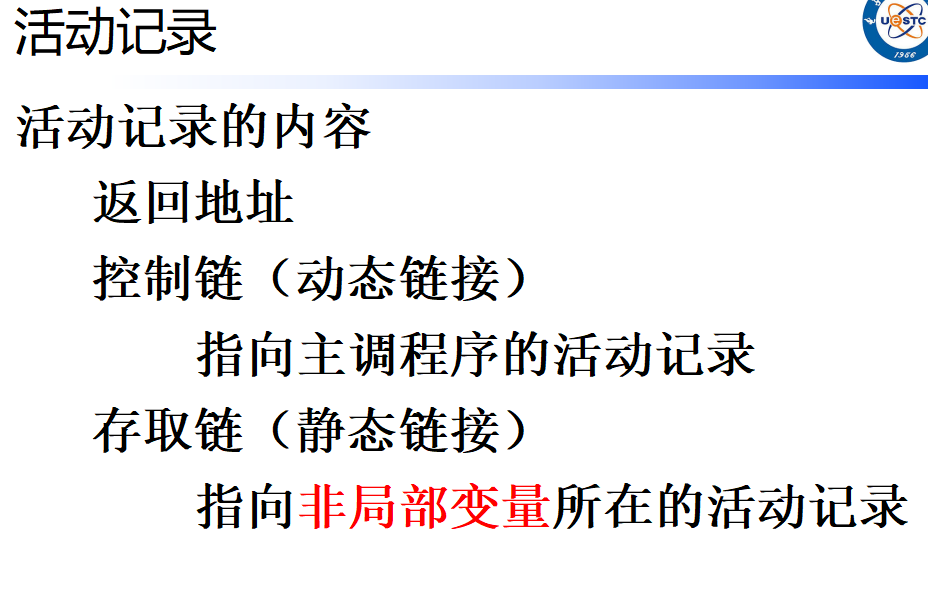 活动记录
UeSTC
1956
活动记录的内容
返回地址
控制链（动态链接）
指向主调程序的活动记录
存取链（静态链接）
指向非局部变量所在的活动记录